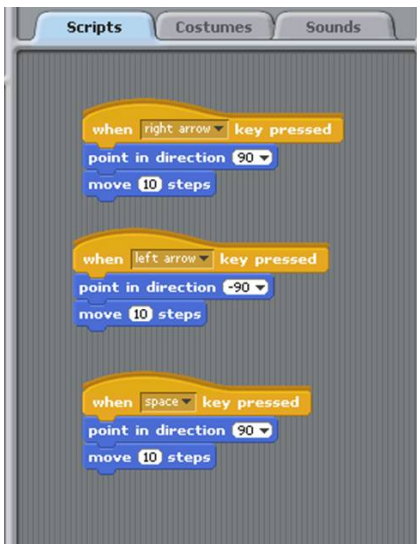 Scripts Costumes Sounds
when right arrow key pressed
point in direction 90
move 10 steps
when left arrow key pressed
point in direction -90
move 10 steps
when space key pressed
point in direction 90
move 10 steps